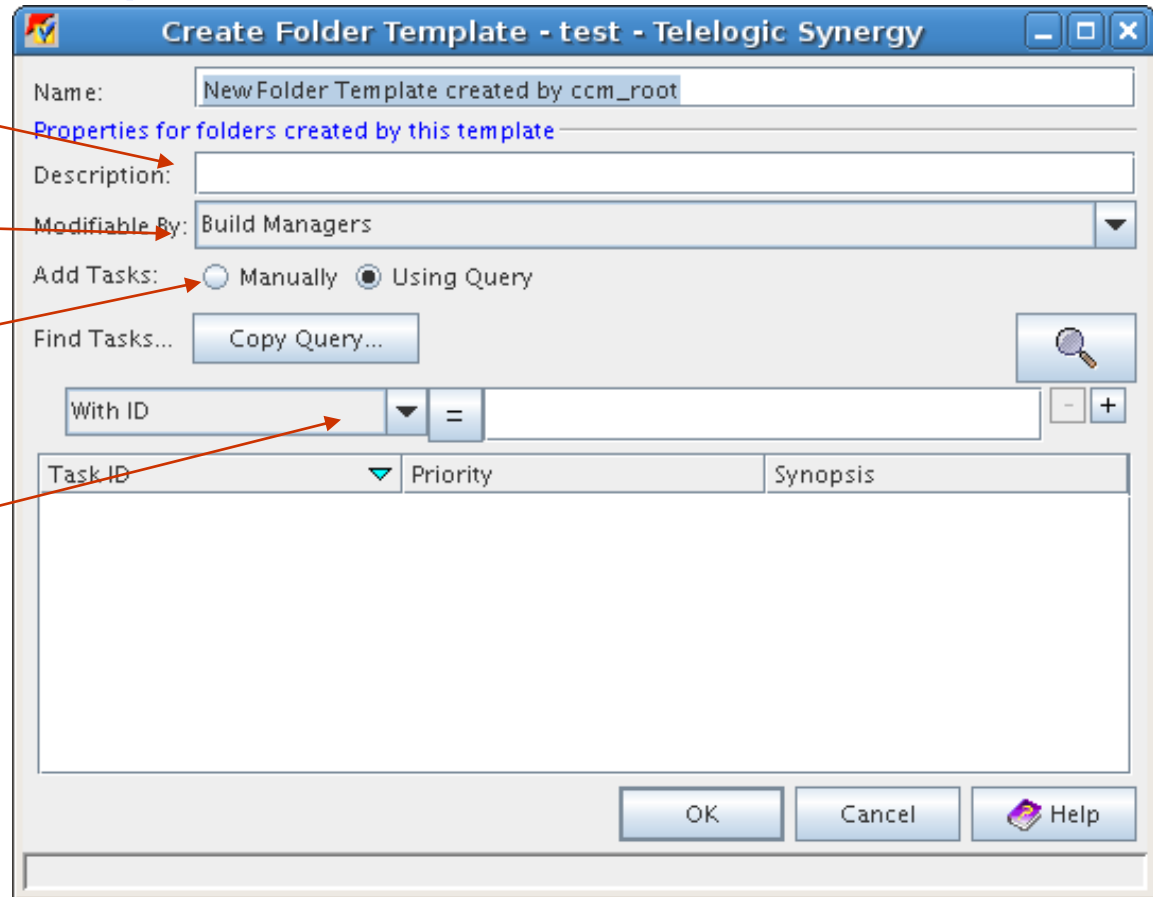 Create Folder Template - test - Telelogic Synergy
Name: New Folder Template created by ccm_root
Properties for folders created by this template
Description:
Modifiable By: Build Managers
Add Tasks: Manually Using Query
Find Tasks... Copy Query...
With ID = - +
Task ID Priority Synopsis
OK Cancel Help